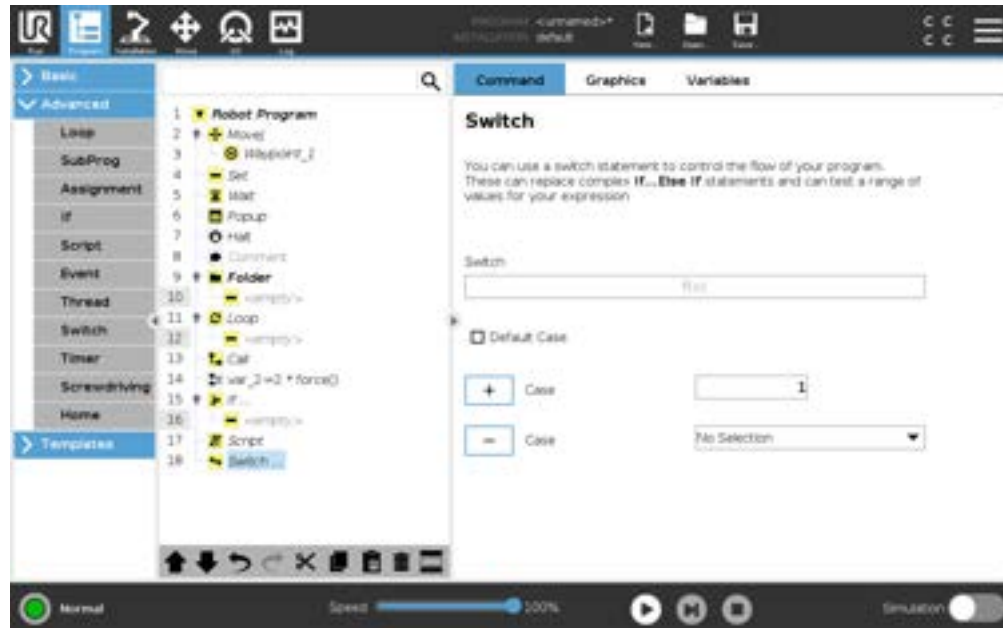 UR
Run
Program
Installation
Move
I/O
Log
PROGRAM <unnamed>*
INSTALLATION default
New...
Open...
Save...
C C
C C
Basic
Advanced
Loop
SubProg
Assignment
If
Script
Event
Thread
Switch
Timer
Screwdriving
Home
Templates
1 Robot Program
2 MoveJ
3 Waypoint_1
4 Set
5 Wait
6 Popup
7 Halt
8 Comment
9 Folder
10 <empty>
11 Loop
12 <empty>
13 Call
14 var_2≔2 * force()
15 If...
16 <empty>
17 Script
18 Switch ...
Command Graphics Variables
Switch
You can use a switch statement to control the flow of your program.
These can replace complex If...Else If statements and can test a range of
values for your expression
Switch
f(x)
Default Case
+ Case 1
− Case No Selection
Normal
Speed 100%
Simulation